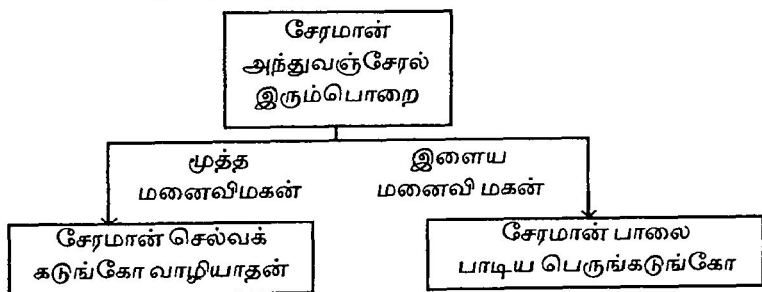 சேரமான்
அந்துவஞ்சேரல்
இரும்பொறை
மூத்த
மனைவிமகன்
இளைய
மனைவி மகன்
சேரமான் செல்வக்
கடுங்கோ வாழியாதன்
சேரமான் பாலை
பாடிய பெருங்கடுங்கோ